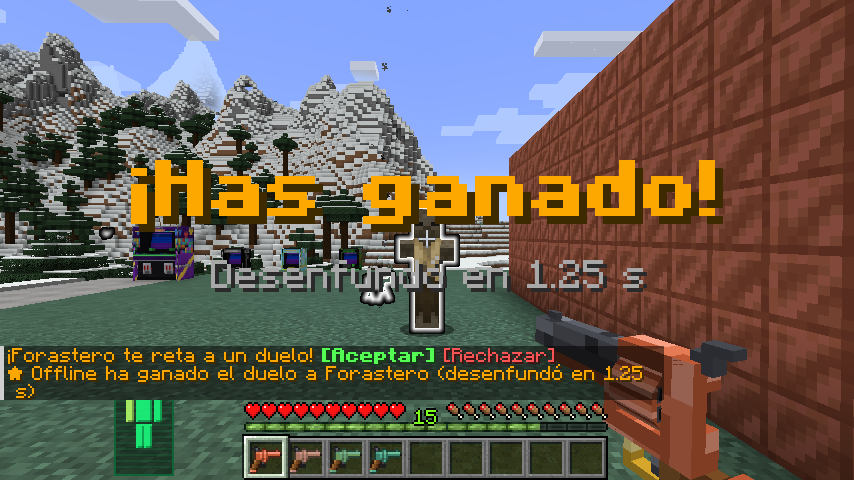 ¡Has ganado!
Desenfundó en 1.25 s
¡Forastero te reta a un duelo! [Aceptar] [Rechazar]
★ Offline ha ganado el duelo a Forastero (desenfundó en 1.25
s)
15